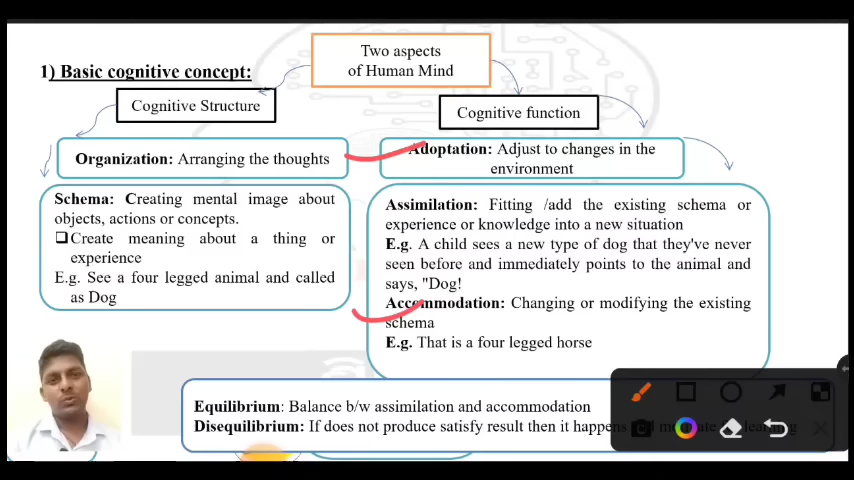 Two aspects
of Human Mind
1) Basic cognitive concept:
Cognitive Structure
Cognitive function
Organization: Arranging the thoughts
Adoptation: Adjust to changes in the
environment
Schema: Creating mental image about
objects, actions or concepts.
❑Create meaning about a thing or
experience
E.g. See a four legged animal and called
as Dog
Assimilation: Fitting /add the existing schema or
experience or knowledge into a new situation
E.g. A child sees a new type of dog that they've never
seen before and immediately points to the animal and
says, "Dog!
Accommodation: Changing or modifying the existing
schema
E.g. That is a four legged horse
Equilibrium: Balance b/w assimilation and accommodation
Disequilibrium: If does not produce satisfy result then it happens